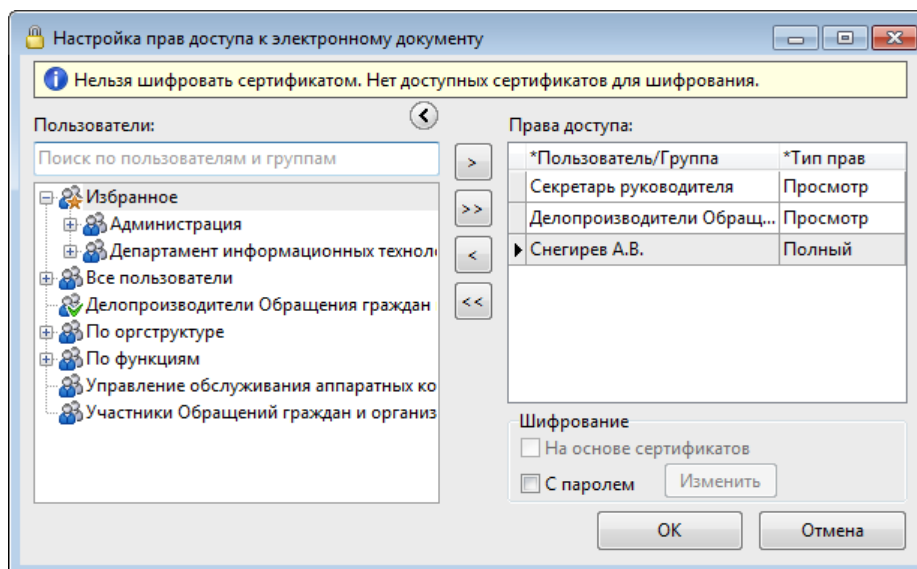 Настройка прав доступа к электронному документу
Нельзя шифровать сертификатом. Нет доступных сертификатов для шифрования.
Пользователи:
Поиск по пользователям и группам
Избранное
Администрация
Департамент информационных техноло
Все пользователи
Делопроизводители Обращения граждан
По оргструктуре
По функциям
Управление обслуживания аппаратных ко
Участники Обращений граждан и организ
>
>>
<
<<
Права доступа:
*Пользователь/Группа *Тип прав
Секретарь руководителя Просмотр
Делопроизводители Обращ... Просмотр
Снегирев А.В. Полный
Шифрование
На основе сертификатов
С паролем Изменить
OK Отмена